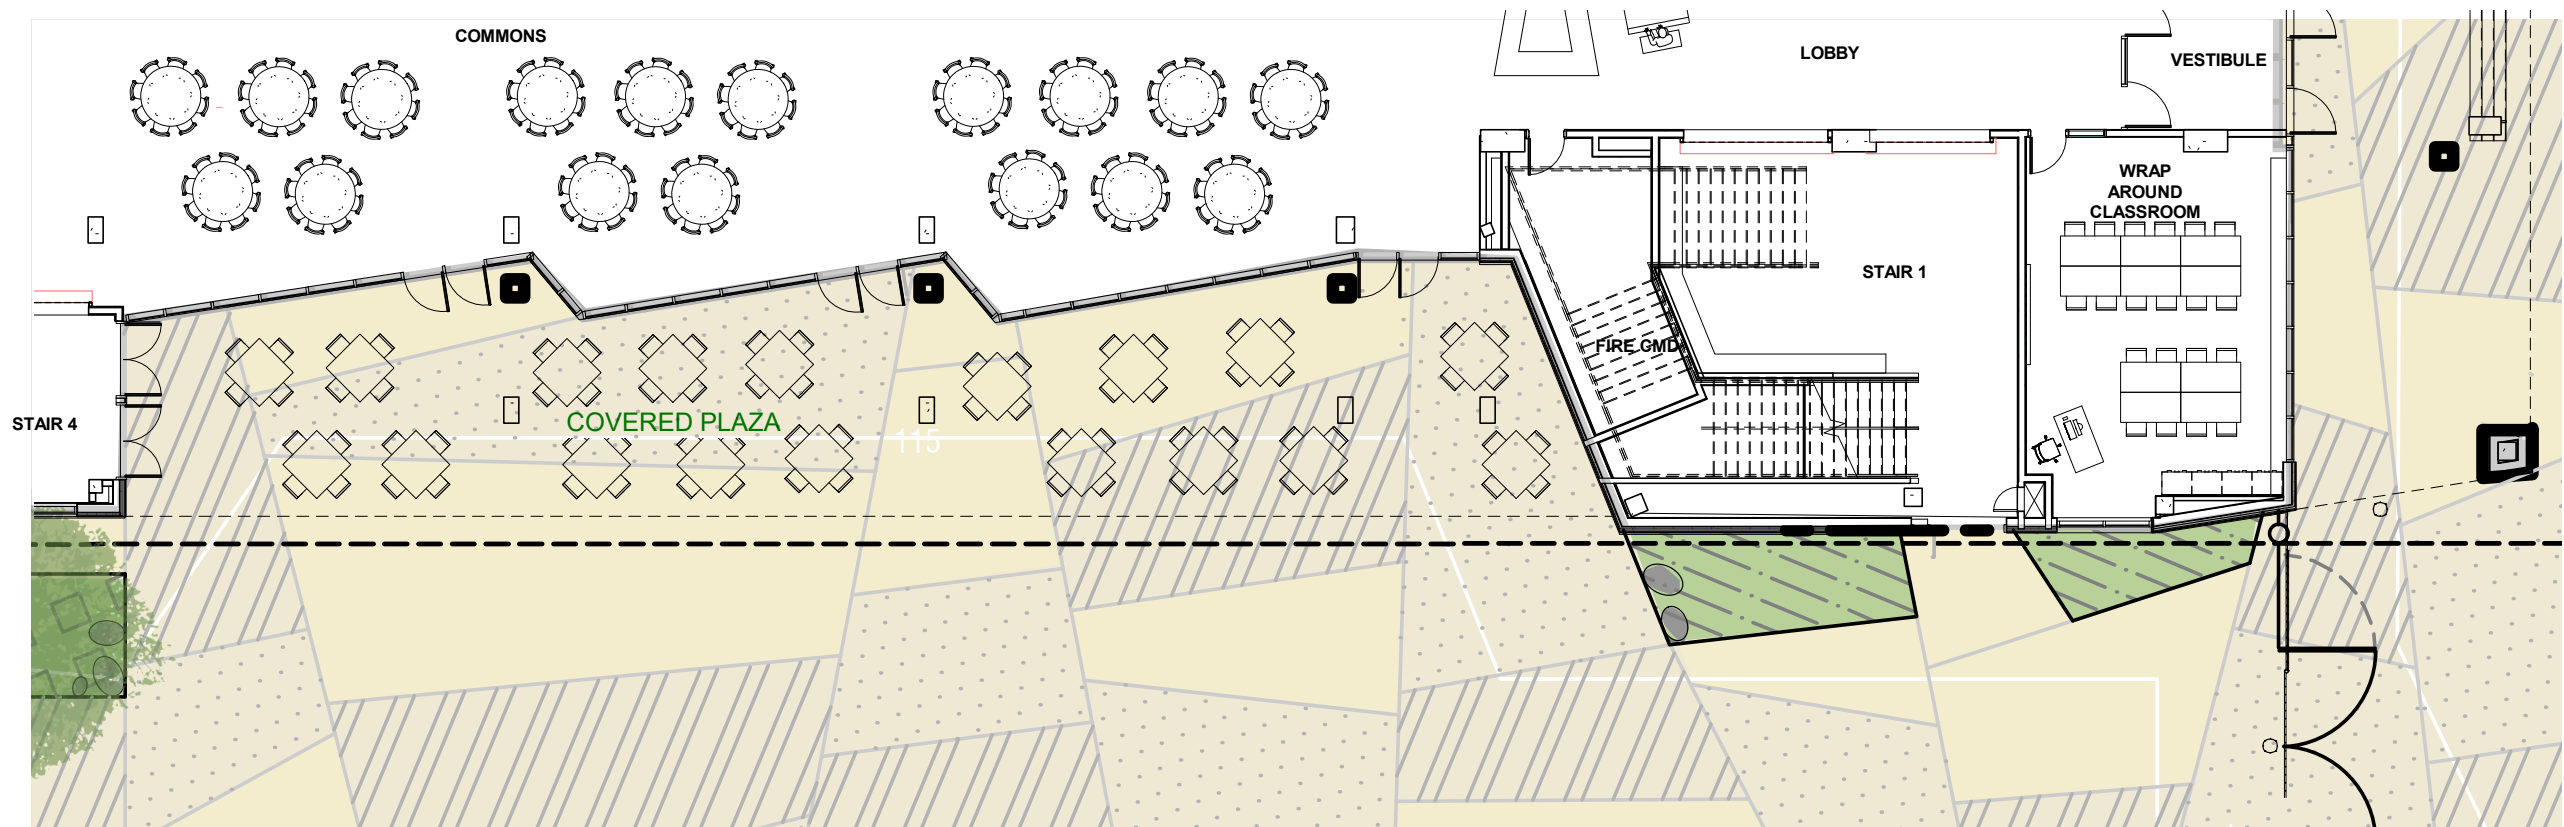 COMMONS
LOBBY
VESTIBULE
WRAP
AROUND
CLASSROOM
STAIR 1
FIRE CMD
STAIR 4
COVERED PLAZA
115